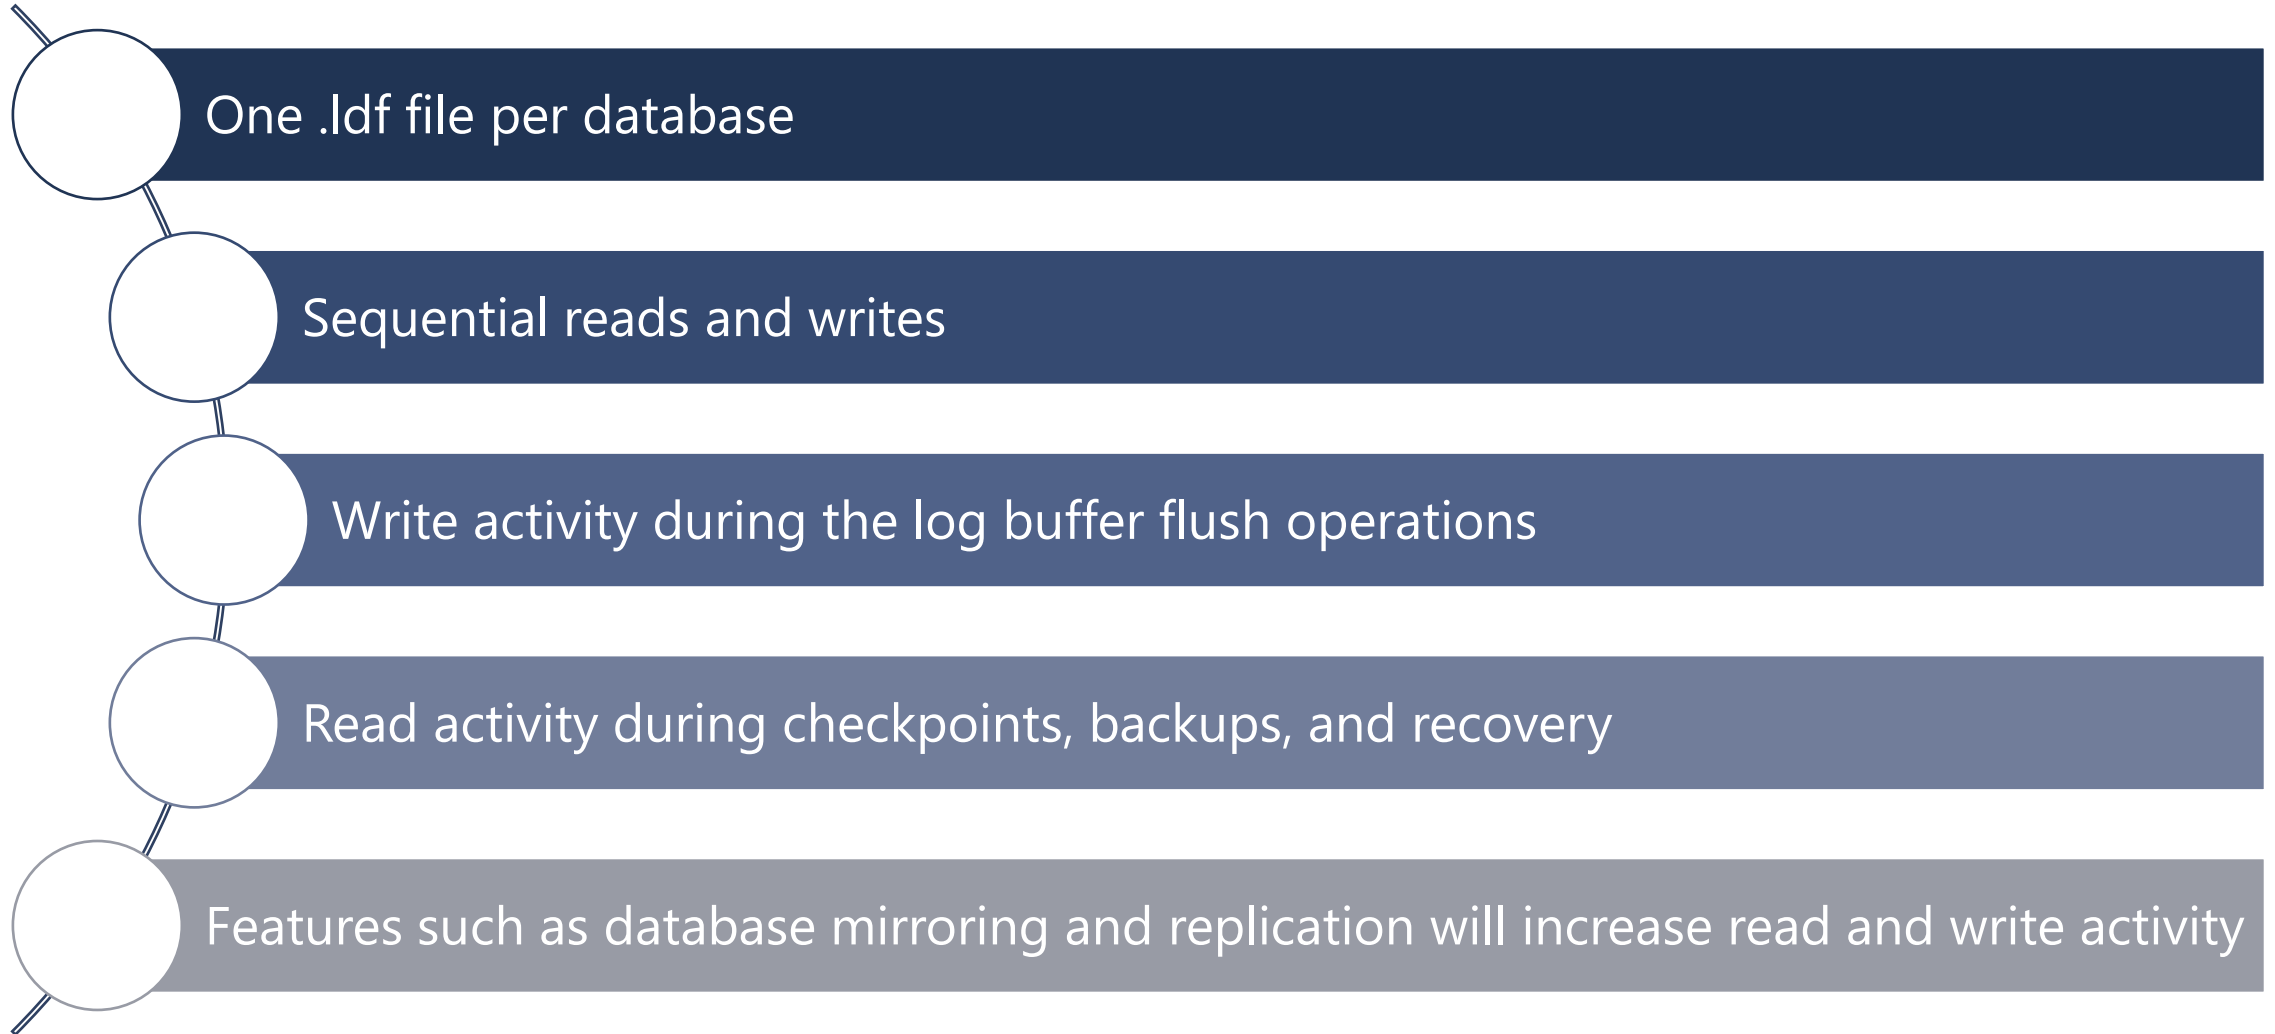 One .ldf file per database
Sequential reads and writes
Write activity during the log buffer flush operations
Read activity during checkpoints, backups, and recovery
Features such as database mirroring and replication will increase read and write activity